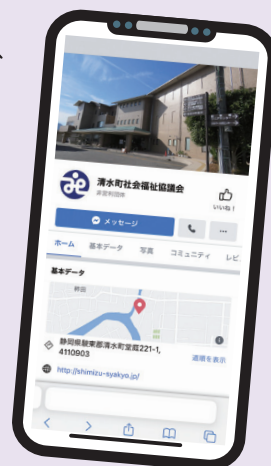 清水町社会福祉協議会
非営利団体
いいね！
メッセージ
ホーム 基本データ 写真 コミュニティ レビ
基本データ
柿田
静岡県駿東郡清水町堂庭221-1,
4110903
道順を表示
http://shimizu-syakyo.jp/